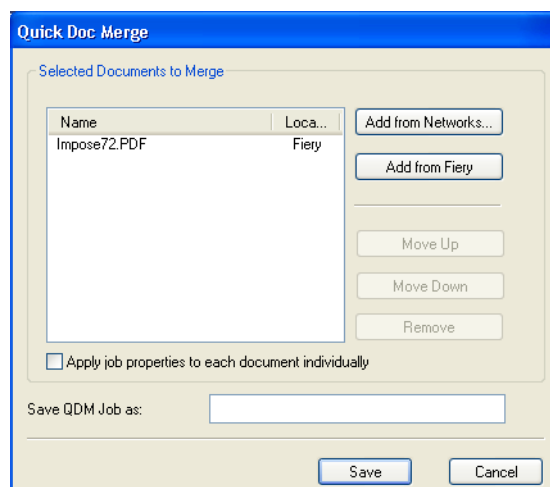 Quick Doc Merge
Selected Documents to Merge
Name Loca...
Impose72.PDF Fiery
Add from Networks...
Add from Fiery
Move Up
Move Down
Remove
Apply job properties to each document individually
Save QDM Job as:
Save Cancel